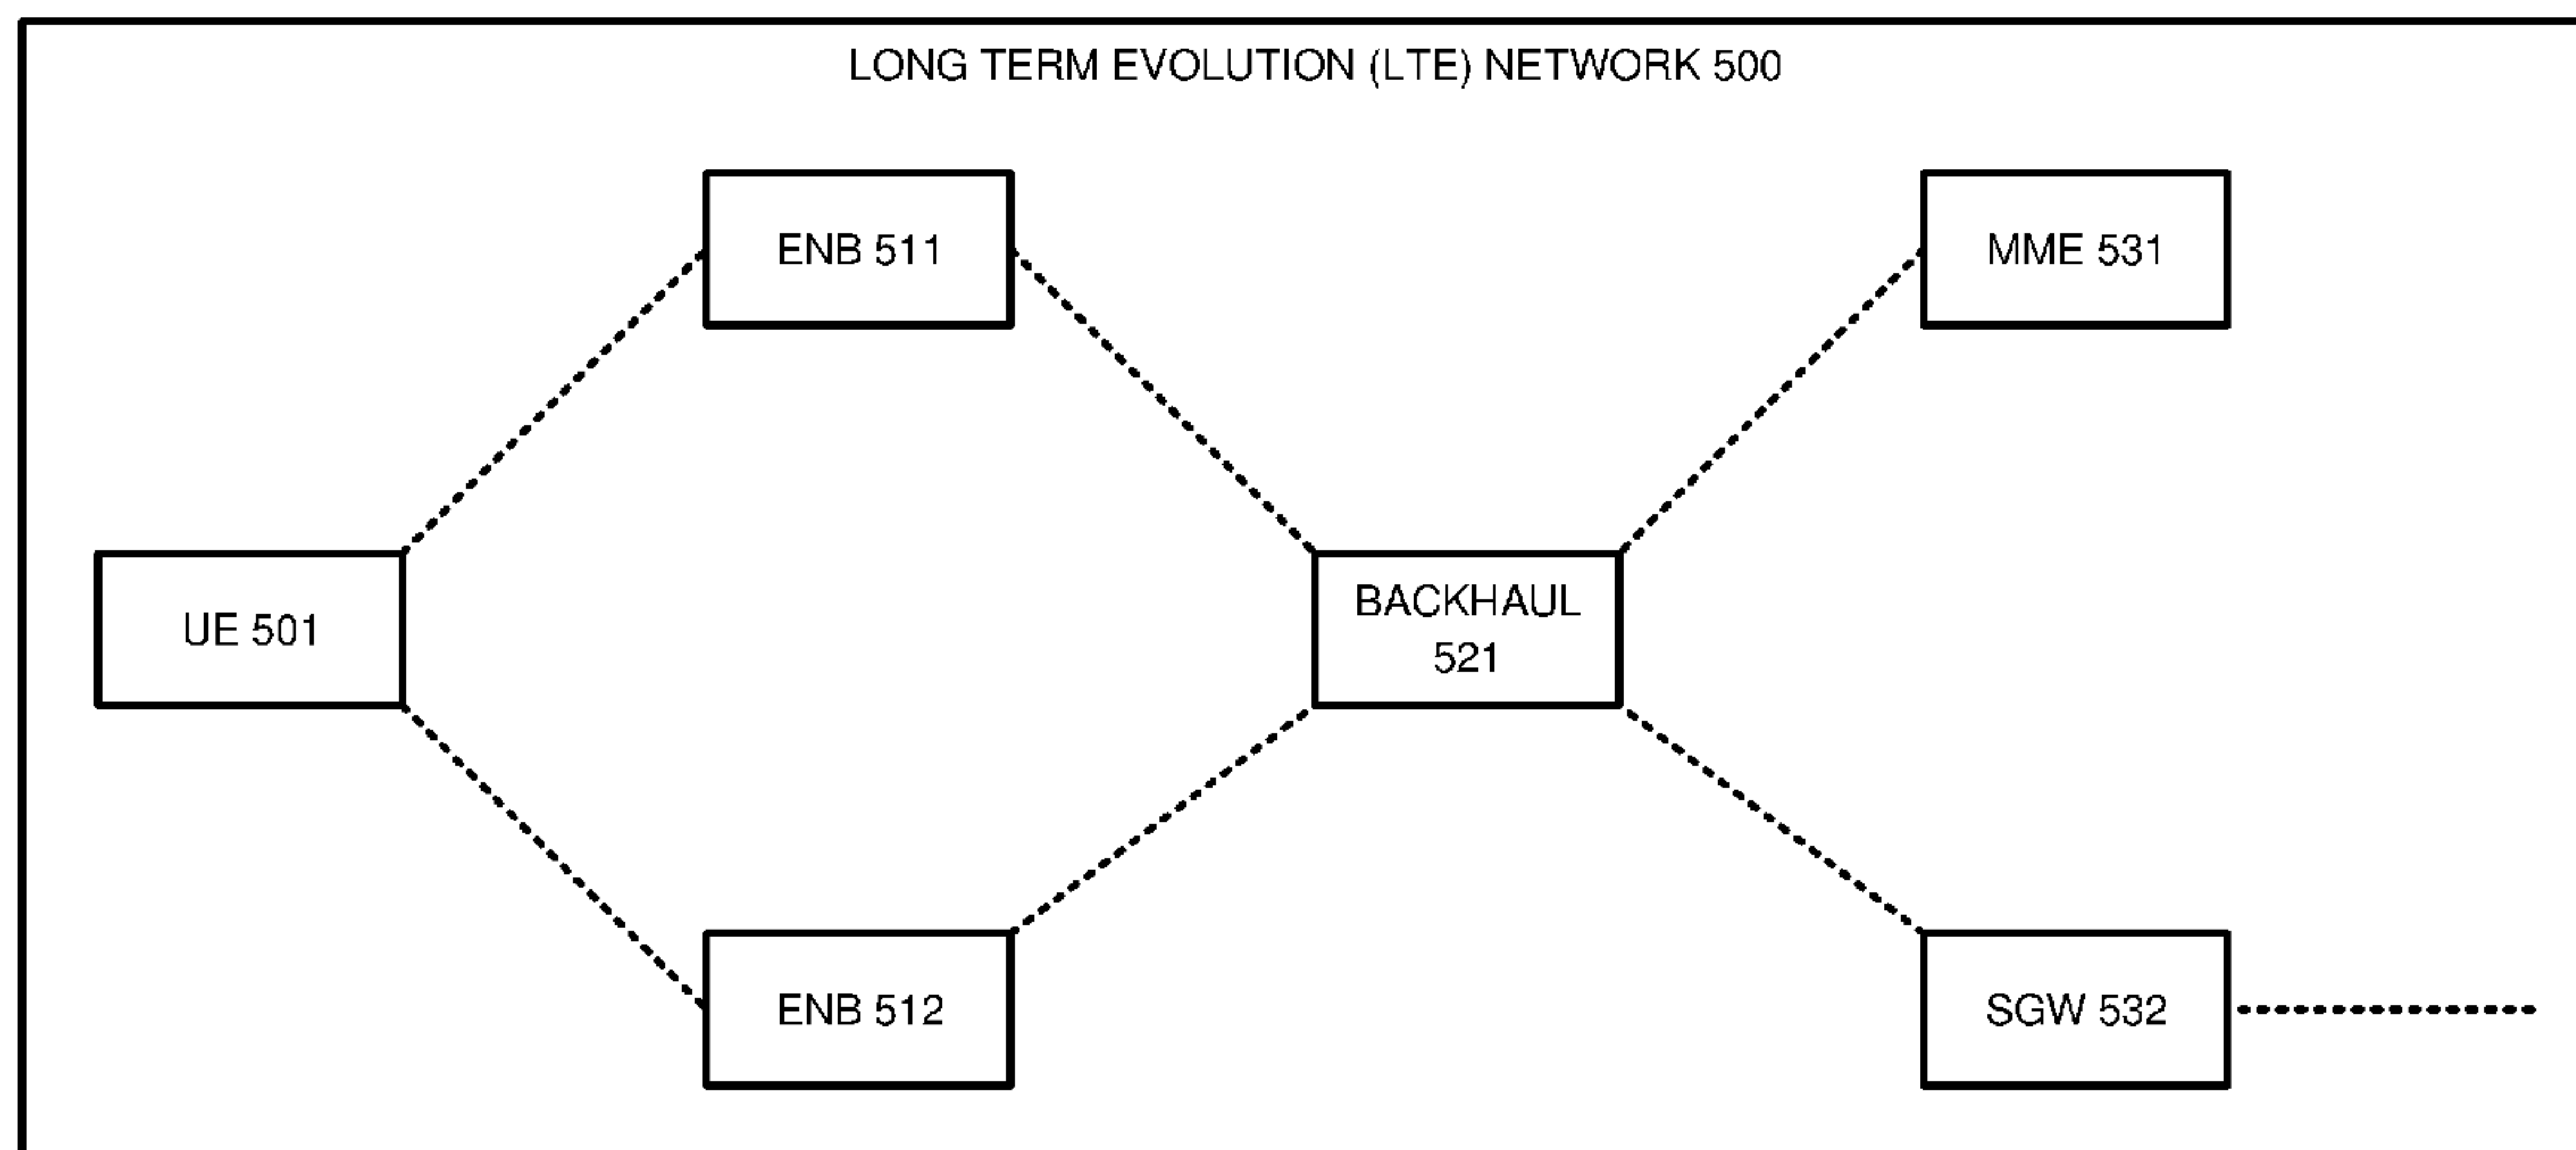 LONG TERM EVOLUTION (LTE) NETWORK 500
ENB 511
MME 531
UE 501
BACKHAUL
521
ENB 512
SGW 532